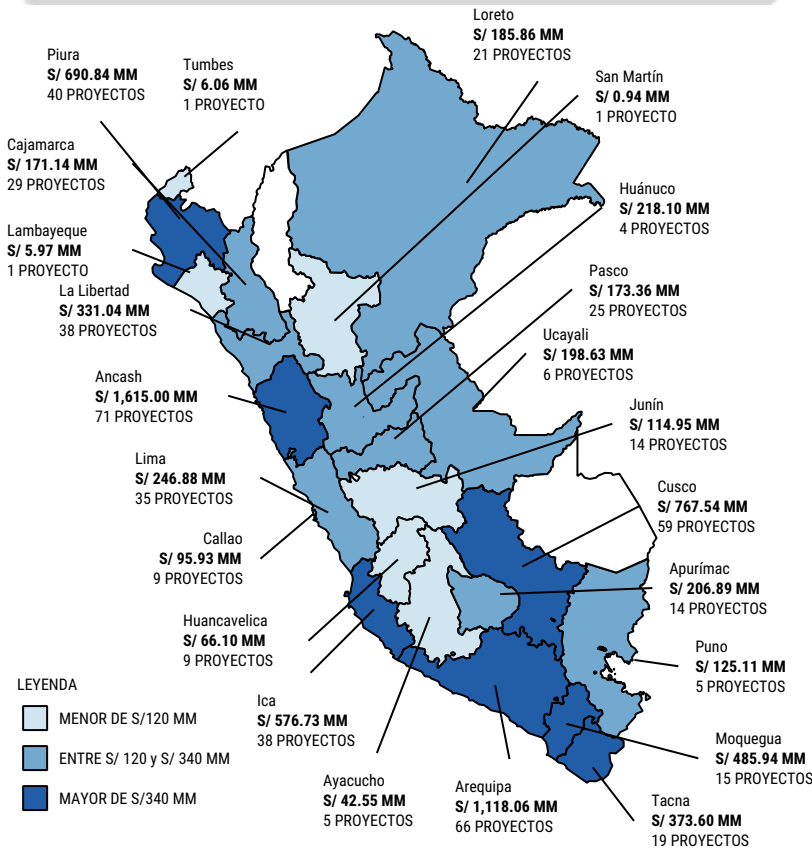 Loreto
S/ 185.86 MM
21 PROYECTOS
Piura
S/ 690.84 MM
40 PROYECTOS
Tumbes
S/ 6.06 MM
1 PROYECTO
San Martín
S/ 0.94 MM
1 PROYECTO
Cajamarca
S/ 171.14 MM
29 PROYECTOS
Huánuco
S/ 218.10 MM
4 PROYECTOS
Lambayeque
S/ 5.97 MM
1 PROYECTO
Pasco
S/ 173.36 MM
25 PROYECTOS
La Libertad
S/ 331.04 MM
38 PROYECTOS
Ucayali
S/ 198.63 MM
6 PROYECTOS
Ancash
S/ 1,615.00 MM
71 PROYECTOS
Junín
S/ 114.95 MM
14 PROYECTOS
Lima
S/ 246.88 MM
35 PROYECTOS
Cusco
S/ 767.54 MM
59 PROYECTOS
Callao
S/ 95.93 MM
9 PROYECTOS
Apurímac
S/ 206.89 MM
14 PROYECTOS
Huancavelica
S/ 66.10 MM
9 PROYECTOS
Puno
S/ 125.11 MM
5 PROYECTOS
Ica
S/ 576.73 MM
38 PROYECTOS
Moquegua
S/ 485.94 MM
15 PROYECTOS
Ayacucho
S/ 42.55 MM
5 PROYECTOS
Arequipa
S/ 1,118.06 MM
66 PROYECTOS
Tacna
S/ 373.60 MM
19 PROYECTOS
LEYENDA
MENOR DE S/120 MM
ENTRE S/ 120 y S/ 340 MM
MAYOR DE S/340 MM